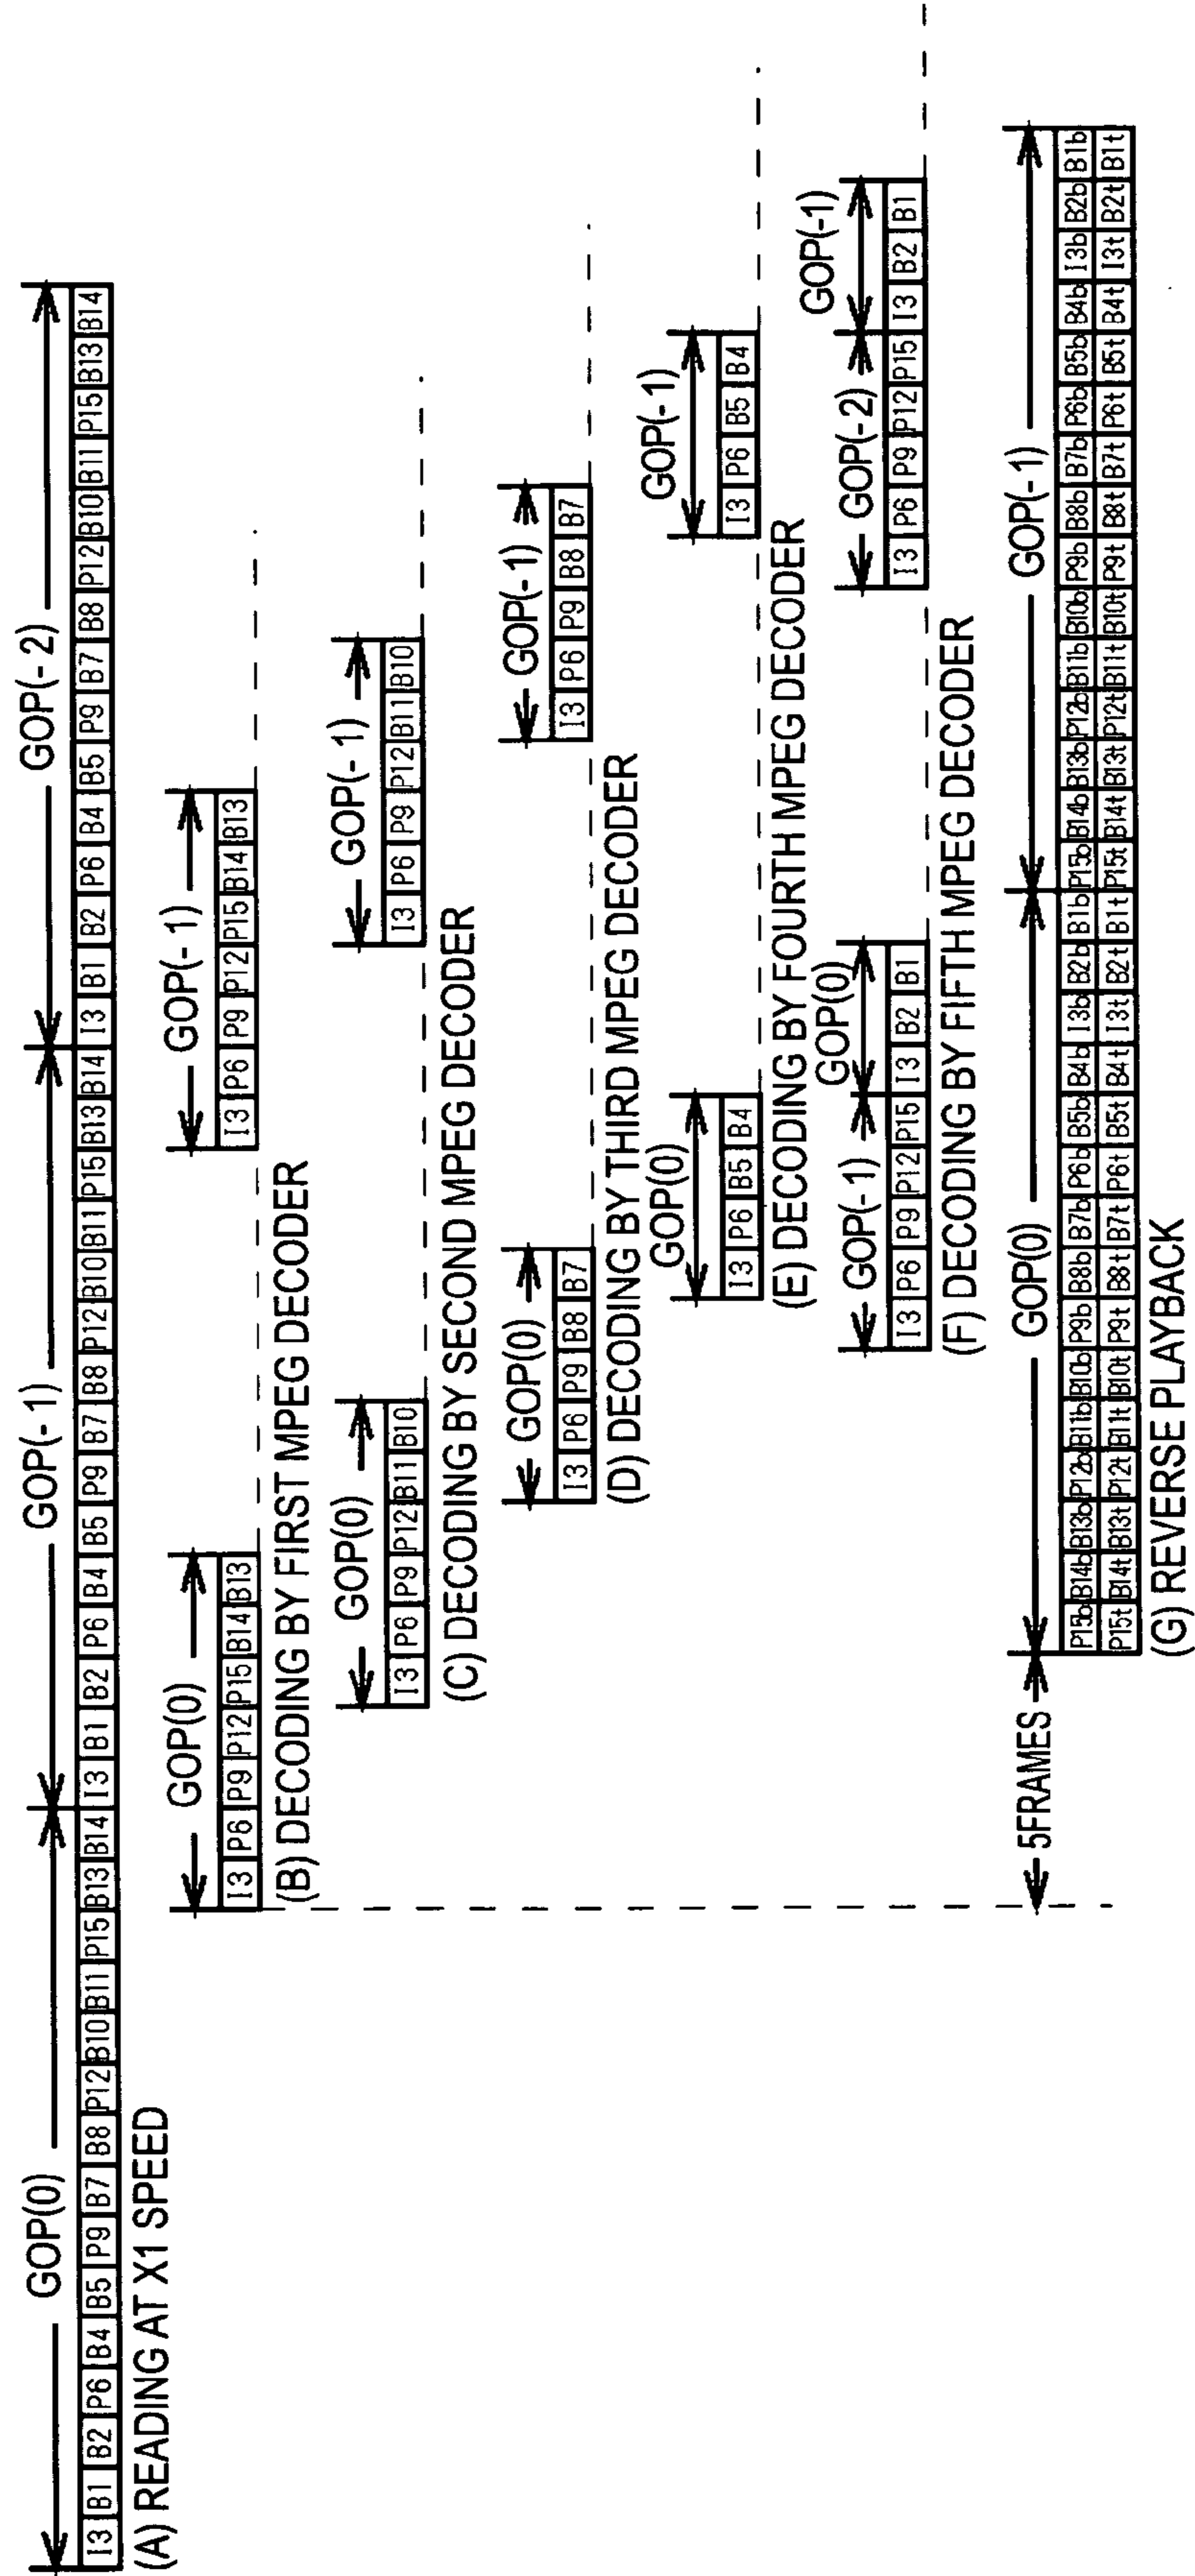 GOP(0) GOP(-1) GOP(-2)
I3 B1 B2 P6 B4 B5 P9 B7 B8 P12 B10 B11 P15 B13 B14 I3 B1 B2 P6 B4 B5 P9 B7 B8 P12 B10 B11 P15 B13 B14 I3 B1 B2 P6 B4 B5 P9 B7 B8 P12 B10 B11 P15 B13 B14
(A) READING AT X1 SPEED
GOP(0) GOP(-1)
I3 P6 P9 P12 P15 B14 B13 I3 P6 P9 P12 P15 B14 B13
(B) DECODING BY FIRST MPEG DECODER
GOP(0) GOP(-1)
I3 P6 P9 P12 B11 B10 I3 P6 P9 P12 B11 B10
(C) DECODING BY SECOND MPEG DECODER
GOP(0) GOP(-1)
I3 P6 P9 B8 B7 I3 P6 P9 B8 B7
(D) DECODING BY THIRD MPEG DECODER
GOP(0) GOP(-1)
I3 P6 B5 B4 I3 P6 B5 B4
(E) DECODING BY FOURTH MPEG DECODER
GOP(-1) GOP(0) GOP(-2) GOP(-1)
I3 P6 P9 P12 P15 I3 B2 B1 I3 P6 P9 P12 P15 I3 B2 B1
(F) DECODING BY FIFTH MPEG DECODER
5FRAMES GOP(0) GOP(-1)
P15b B14b B13b P12b B11b B10b P9b B8b B7b P6b B5b B4b I3b B2b B1b P15b B14b B13b P12b B11b B10b P9b B8b B7b P6b B5b B4b I3b B2b B1b
P15t B14t B13t P12t B11t B10t P9t B8t B7t P6t B5t B4t I3t B2t B1t P15t B14t B13t P12t B11t B10t P9t B8t B7t P6t B5t B4t I3t B2t B1t
(G) REVERSE PLAYBACK